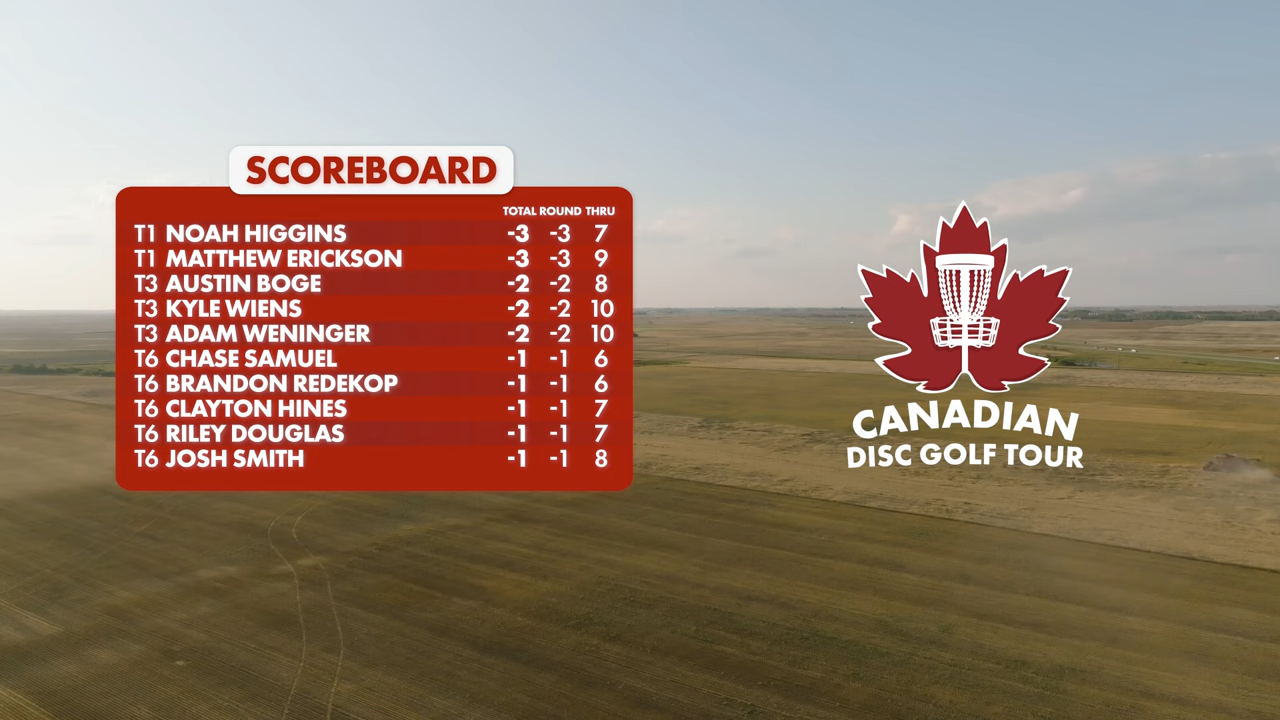 SCOREBOARD
TOTAL ROUND THRU
T1 NOAH HIGGINS -3 -3 7
T1 MATTHEW ERICKSON -3 -3 9
T3 AUSTIN BOGE -2 -2 8
T3 KYLE WIENS -2 -2 10
T3 ADAM WENINGER -2 -2 10
T6 CHASE SAMUEL -1 -1 6
T6 BRANDON REDEKOP -1 -1 6
T6 CLAYTON HINES -1 -1 7
T6 RILEY DOUGLAS -1 -1 7
T6 JOSH SMITH -1 -1 8
CANADIAN
DISC GOLF TOUR